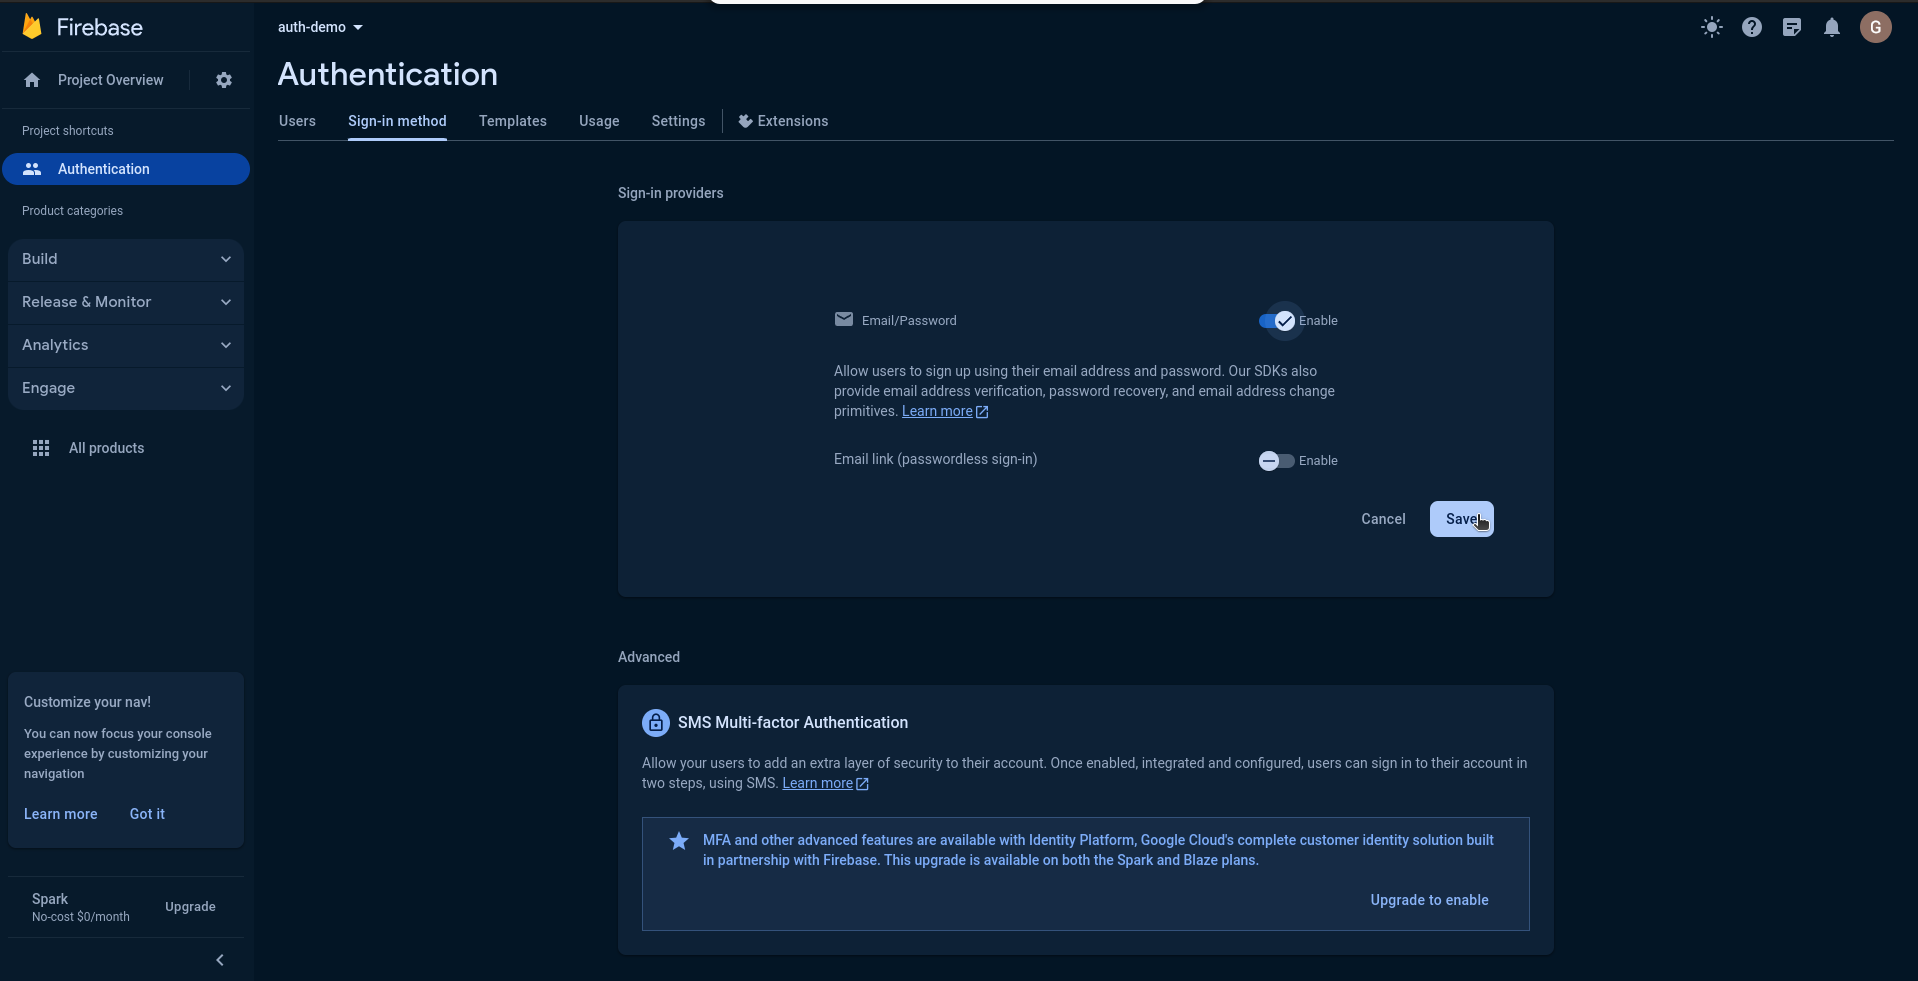 Firebase
auth-demo
G
Project Overview
Authentication
Users
Sign-in method
Templates
Usage
Settings
Extensions
Project shortcuts
Authentication
Product categories
Build
Release & Monitor
Analytics
Engage
All products
Sign-in providers
Email/Password
Enable
Allow users to sign up using their email address and password. Our SDKs also
provide email address verification, password recovery, and email address change
primitives. Learn more
Email link (passwordless sign-in)
Enable
Cancel
Save
Advanced
SMS Multi-factor Authentication
Allow your users to add an extra layer of security to their account. Once enabled, integrated and configured, users can sign in to their account in
two steps, using SMS. Learn more
MFA and other advanced features are available with Identity Platform, Google Cloud's complete customer identity solution built
in partnership with Firebase. This upgrade is available on both the Spark and Blaze plans.
Upgrade to enable
Customize your nav!
You can now focus your console
experience by customizing your
navigation
Learn more
Got it
Spark
No-cost $0/month
Upgrade